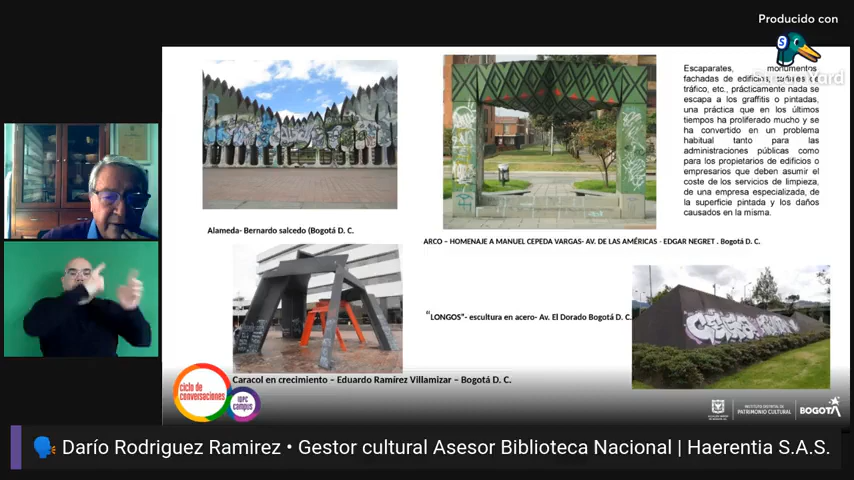 Producido con
Escaparates, monumentos
fachadas de edificios,
tráfico, etc., prácticamente nada se
escapa a los graffitis o pintadas,
una práctica que en los últimos
tiempos ha proliferado mucho y se
ha convertido en un problema
habitual tanto para las
administraciones públicas como
para los propietarios de edificios o
empresarios que deben asumir el
coste de los servicios de limpieza,
de una empresa especializada, de
la superficie pintada y los daños
causados en la misma.
Alameda- Bernardo salcedo (Bogotá D. C.
ARCO – HOMENAJE A MANUEL CEPEDA VARGAS- AV. DE LAS AMÉRICAS - EDGAR NEGRET . Bogotá D. C.
“LONGOS"- escultura en acero- Av. El Dorado Bogotá D. C.
Caracol en crecimiento – Eduardo Ramírez Villamizar – Bogotá D. C.
ciclo de
conversaciones
IDPC
campus
INSTITUTO DISTRITAL DE
PATRIMONIO CULTURAL
BOGOTÁ
Darío Rodriguez Ramirez • Gestor cultural Asesor Biblioteca Nacional | Haerentia S.A.S.